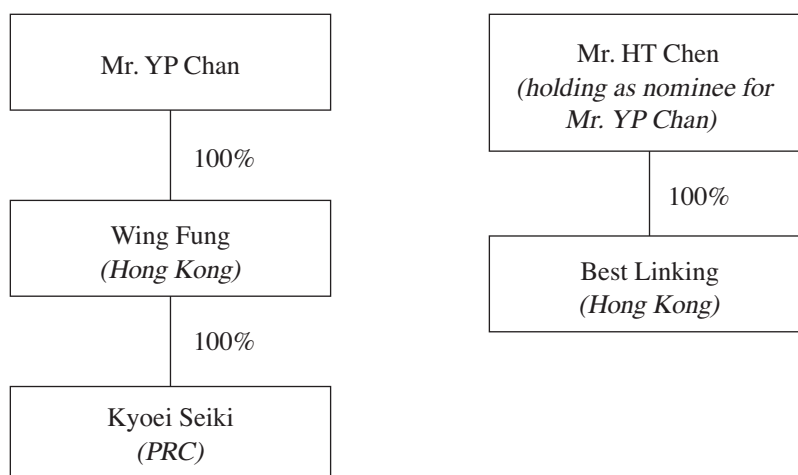 Mr. YP Chan
100%
Wing Fung
(Hong Kong)
100%
Kyoei Seiki
(PRC)
Mr. HT Chen
(holding as nominee for
Mr. YP Chan)
100%
Best Linking
(Hong Kong)